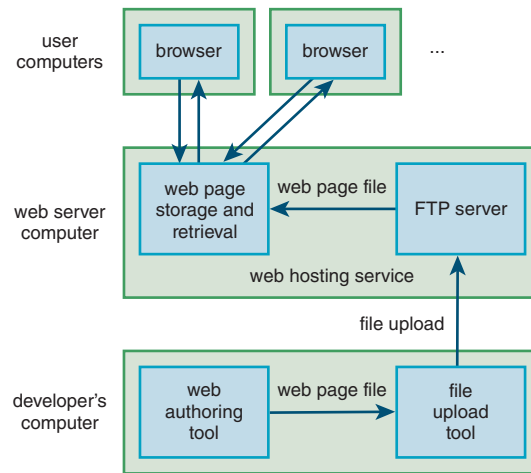 user
computers
browser
browser
...
web server
computer
web page
storage and
retrieval
web page file
FTP server
web hosting service
file upload
developer's
computer
web
authoring
tool
web page file
file
upload
tool